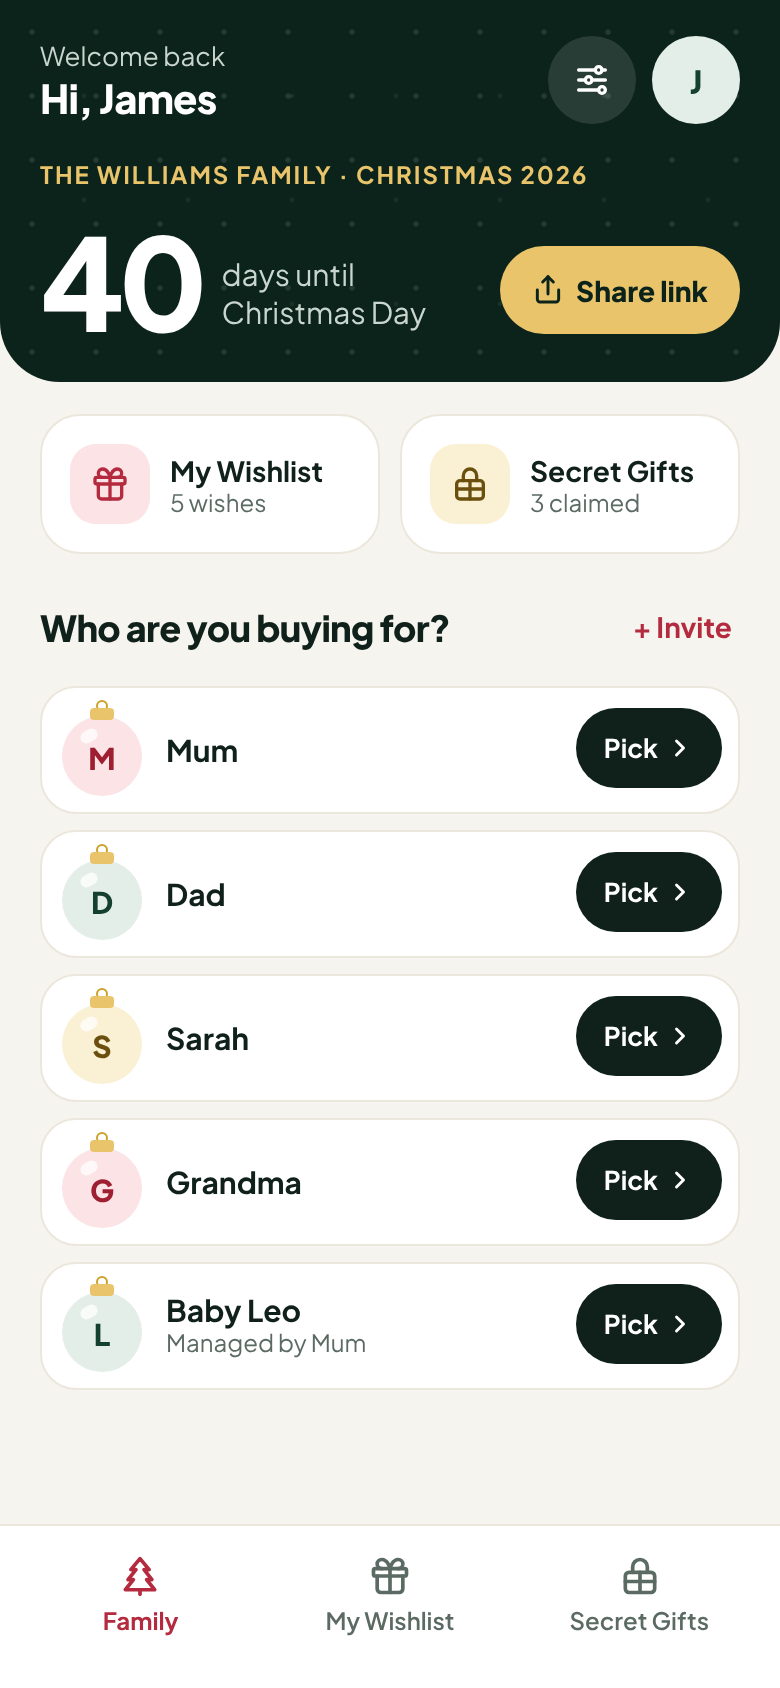 Welcome back
Hi, James
J
THE WILLIAMS FAMILY · CHRISTMAS 2026
40
days until
Christmas Day
Share link
My Wishlist
5 wishes
Secret Gifts
3 claimed
Who are you buying for?
+ Invite
M
Mum
Pick
D
Dad
Pick
S
Sarah
Pick
G
Grandma
Pick
L
Baby Leo
Managed by Mum
Pick
Family
My Wishlist
Secret Gifts